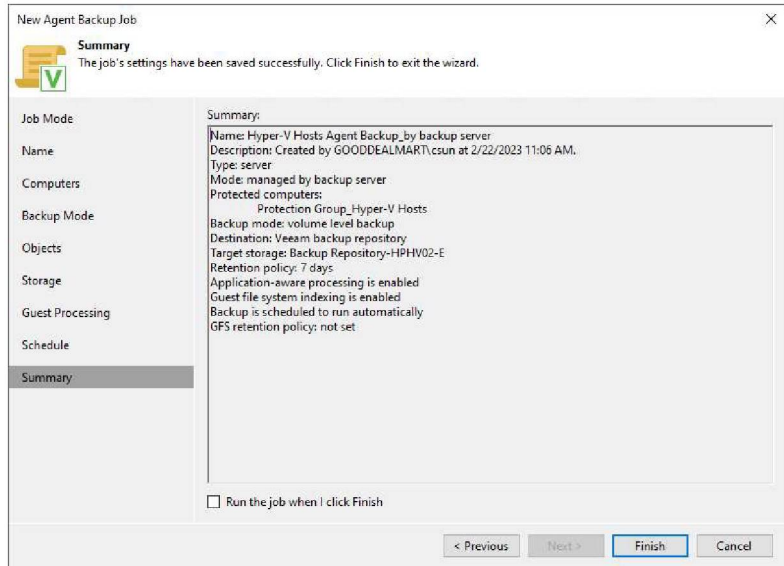 New Agent Backup Job
Summary
The job's settings have been saved successfully. Click Finish to exit the wizard.
Job Mode
Name
Computers
Backup Mode
Objects
Storage
Guest Processing
Schedule
Summary
Summary:
Name: Hyper-V Hosts Agent Backup_by backup server
Description: Created by GOODDEALMART\csun at 2/22/2023 11:06 AM.
Type: server
Mode: managed by backup server
Protected computers:
Protection Group_Hyper-V Hosts
Backup mode: volume level backup
Destination: Veeam backup repository
Target storage: Backup Repository-HPHV02-E
Retention policy: 7 days
Application-aware processing is enabled
Guest file system indexing is enabled
Backup is scheduled to run automatically
GFS retention policy: not set
Run the job when I click Finish
< Previous
Next >
Finish
Cancel